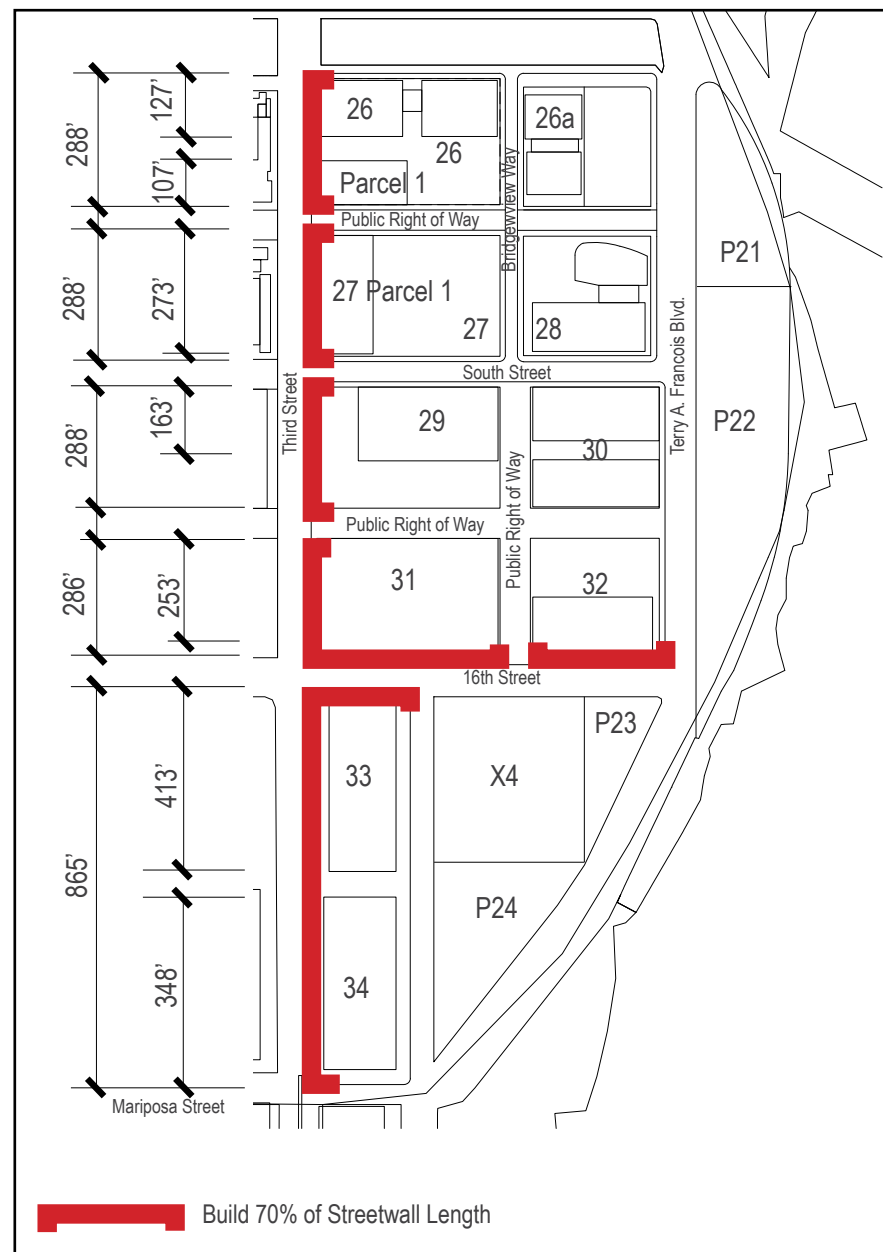 127’
288’
107’
26
26
26a
Parcel 1
Public Right of Way
Bridgewview Way
288’
273’
27 Parcel 1
27
28
P21
South Street
Third Street
Terry A. Francois Blvd.
288’
163’
29
30
P22
Public Right of Way
Public Right of Way
286’
253’
31
32
16th Street
865’
413’
348’
33
X4
P23
P24
34
Mariposa Street
Build 70% of Streetwall Length